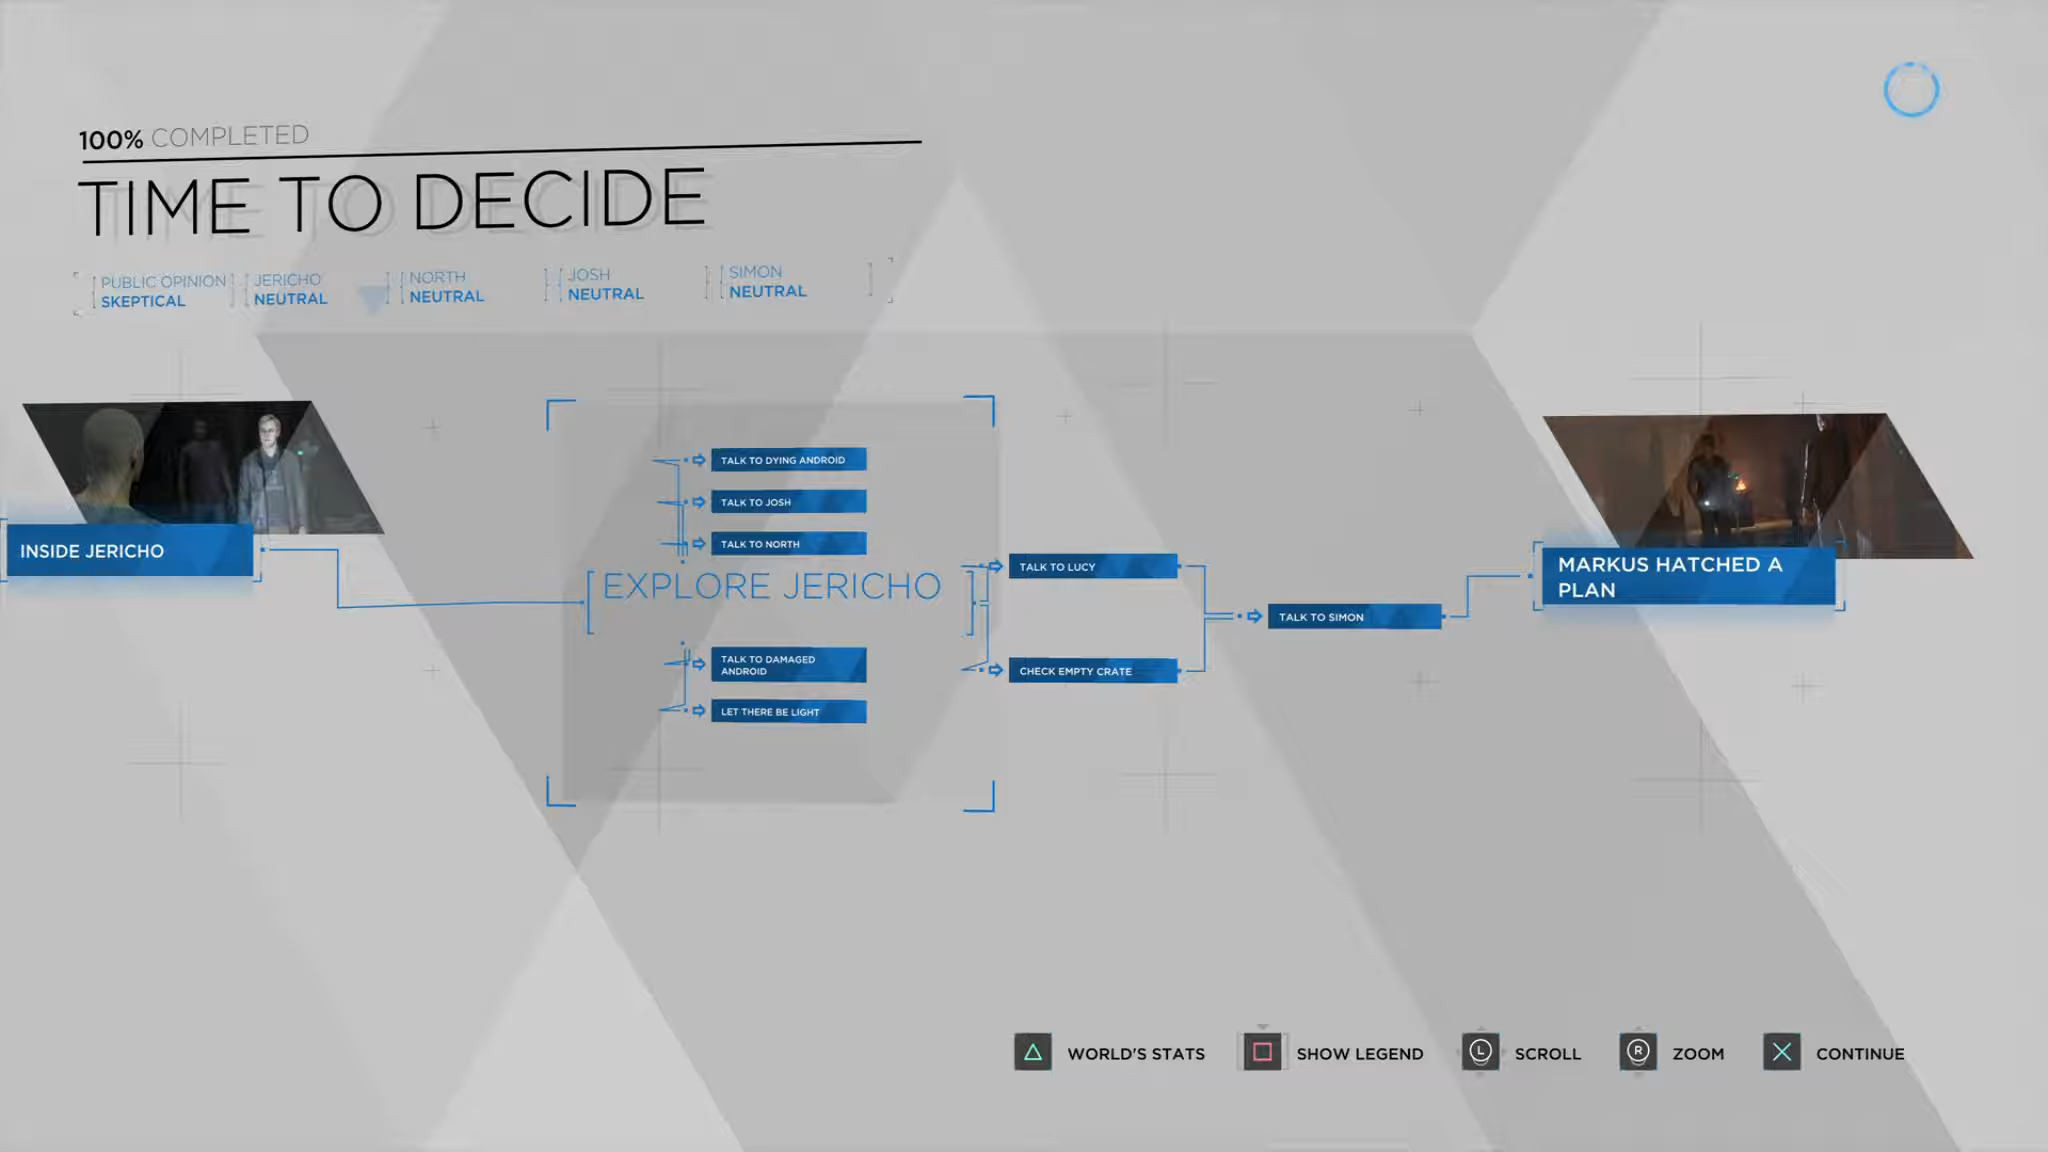 100% COMPLETED
TIME TO DECIDE
PUBLIC OPINION
SKEPTICAL
JERICHO
NEUTRAL
NORTH
NEUTRAL
JOSH
NEUTRAL
SIMON
NEUTRAL
INSIDE JERICHO
TALK TO DYING ANDROID
TALK TO JOSH
TALK TO NORTH
EXPLORE JERICHO
TALK TO DAMAGED
ANDROID
LET THERE BE LIGHT
TALK TO LUCY
CHECK EMPTY CRATE
TALK TO SIMON
MARKUS HATCHED A
PLAN
WORLD'S STATS
SHOW LEGEND
L SCROLL
R ZOOM
CONTINUE